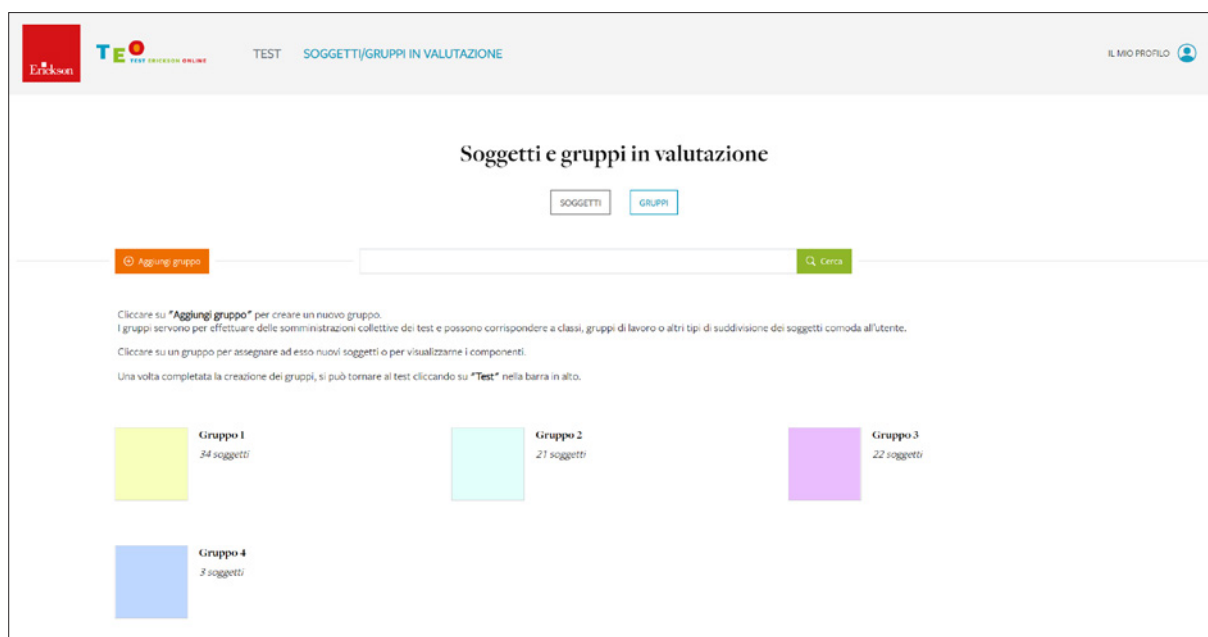 Erickson
TEO
TEST ERICKSON ONLINE
TEST
SOGGETTI/GRUPPI IN VALUTAZIONE
IL MIO PROFILO
Soggetti e gruppi in valutazione
SOGGETTI
GRUPPI
Aggiungi gruppo
Cerca
Cliccare su "Aggiungi gruppo" per creare un nuovo gruppo.
I gruppi servono per effettuare delle somministrazioni collettive dei test e possono corrispondere a classi, gruppi di lavoro o altri tipi di suddivisione dei soggetti comoda all'utente.
Cliccare su un gruppo per assegnare ad esso nuovi soggetti o per visualizzarne i componenti.
Una volta completata la creazione dei gruppi, si può tornare al test cliccando su "Test" nella barra in alto.
Gruppo 1
34 soggetti
Gruppo 2
21 soggetti
Gruppo 3
22 soggetti
Gruppo 4
3 soggetti